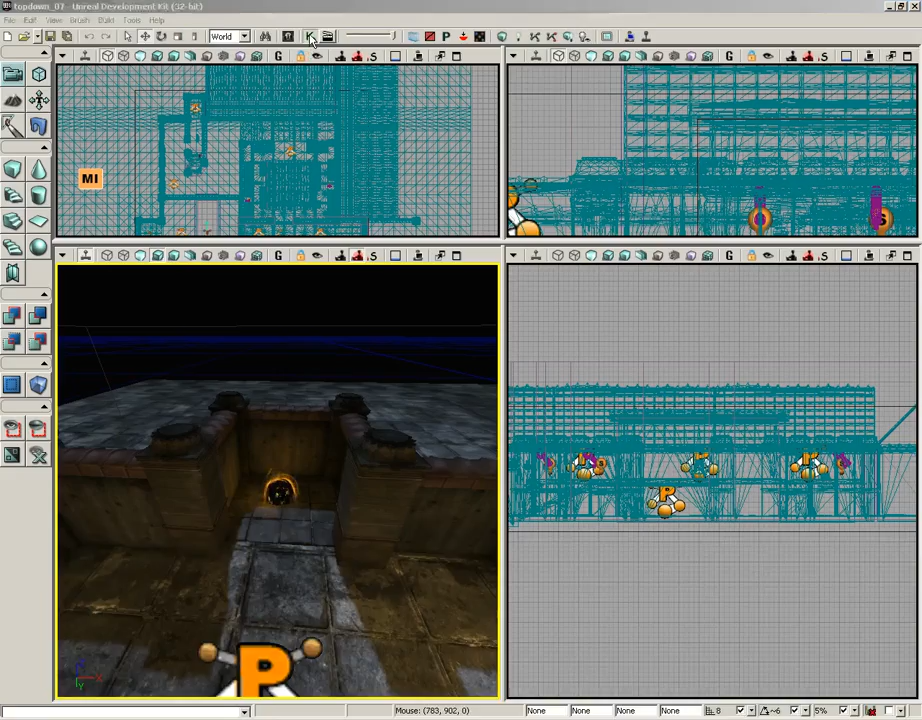 topdown_07 - Unreal Development Kit (32-bit)
File Edit View Brush Build Tools Help
World
P
G
S
G
S
MI
S
G
S
G
S
P
P
P
x
y
Mouse: (783, 902, 0)
None
None
None
None
8
~6
5%